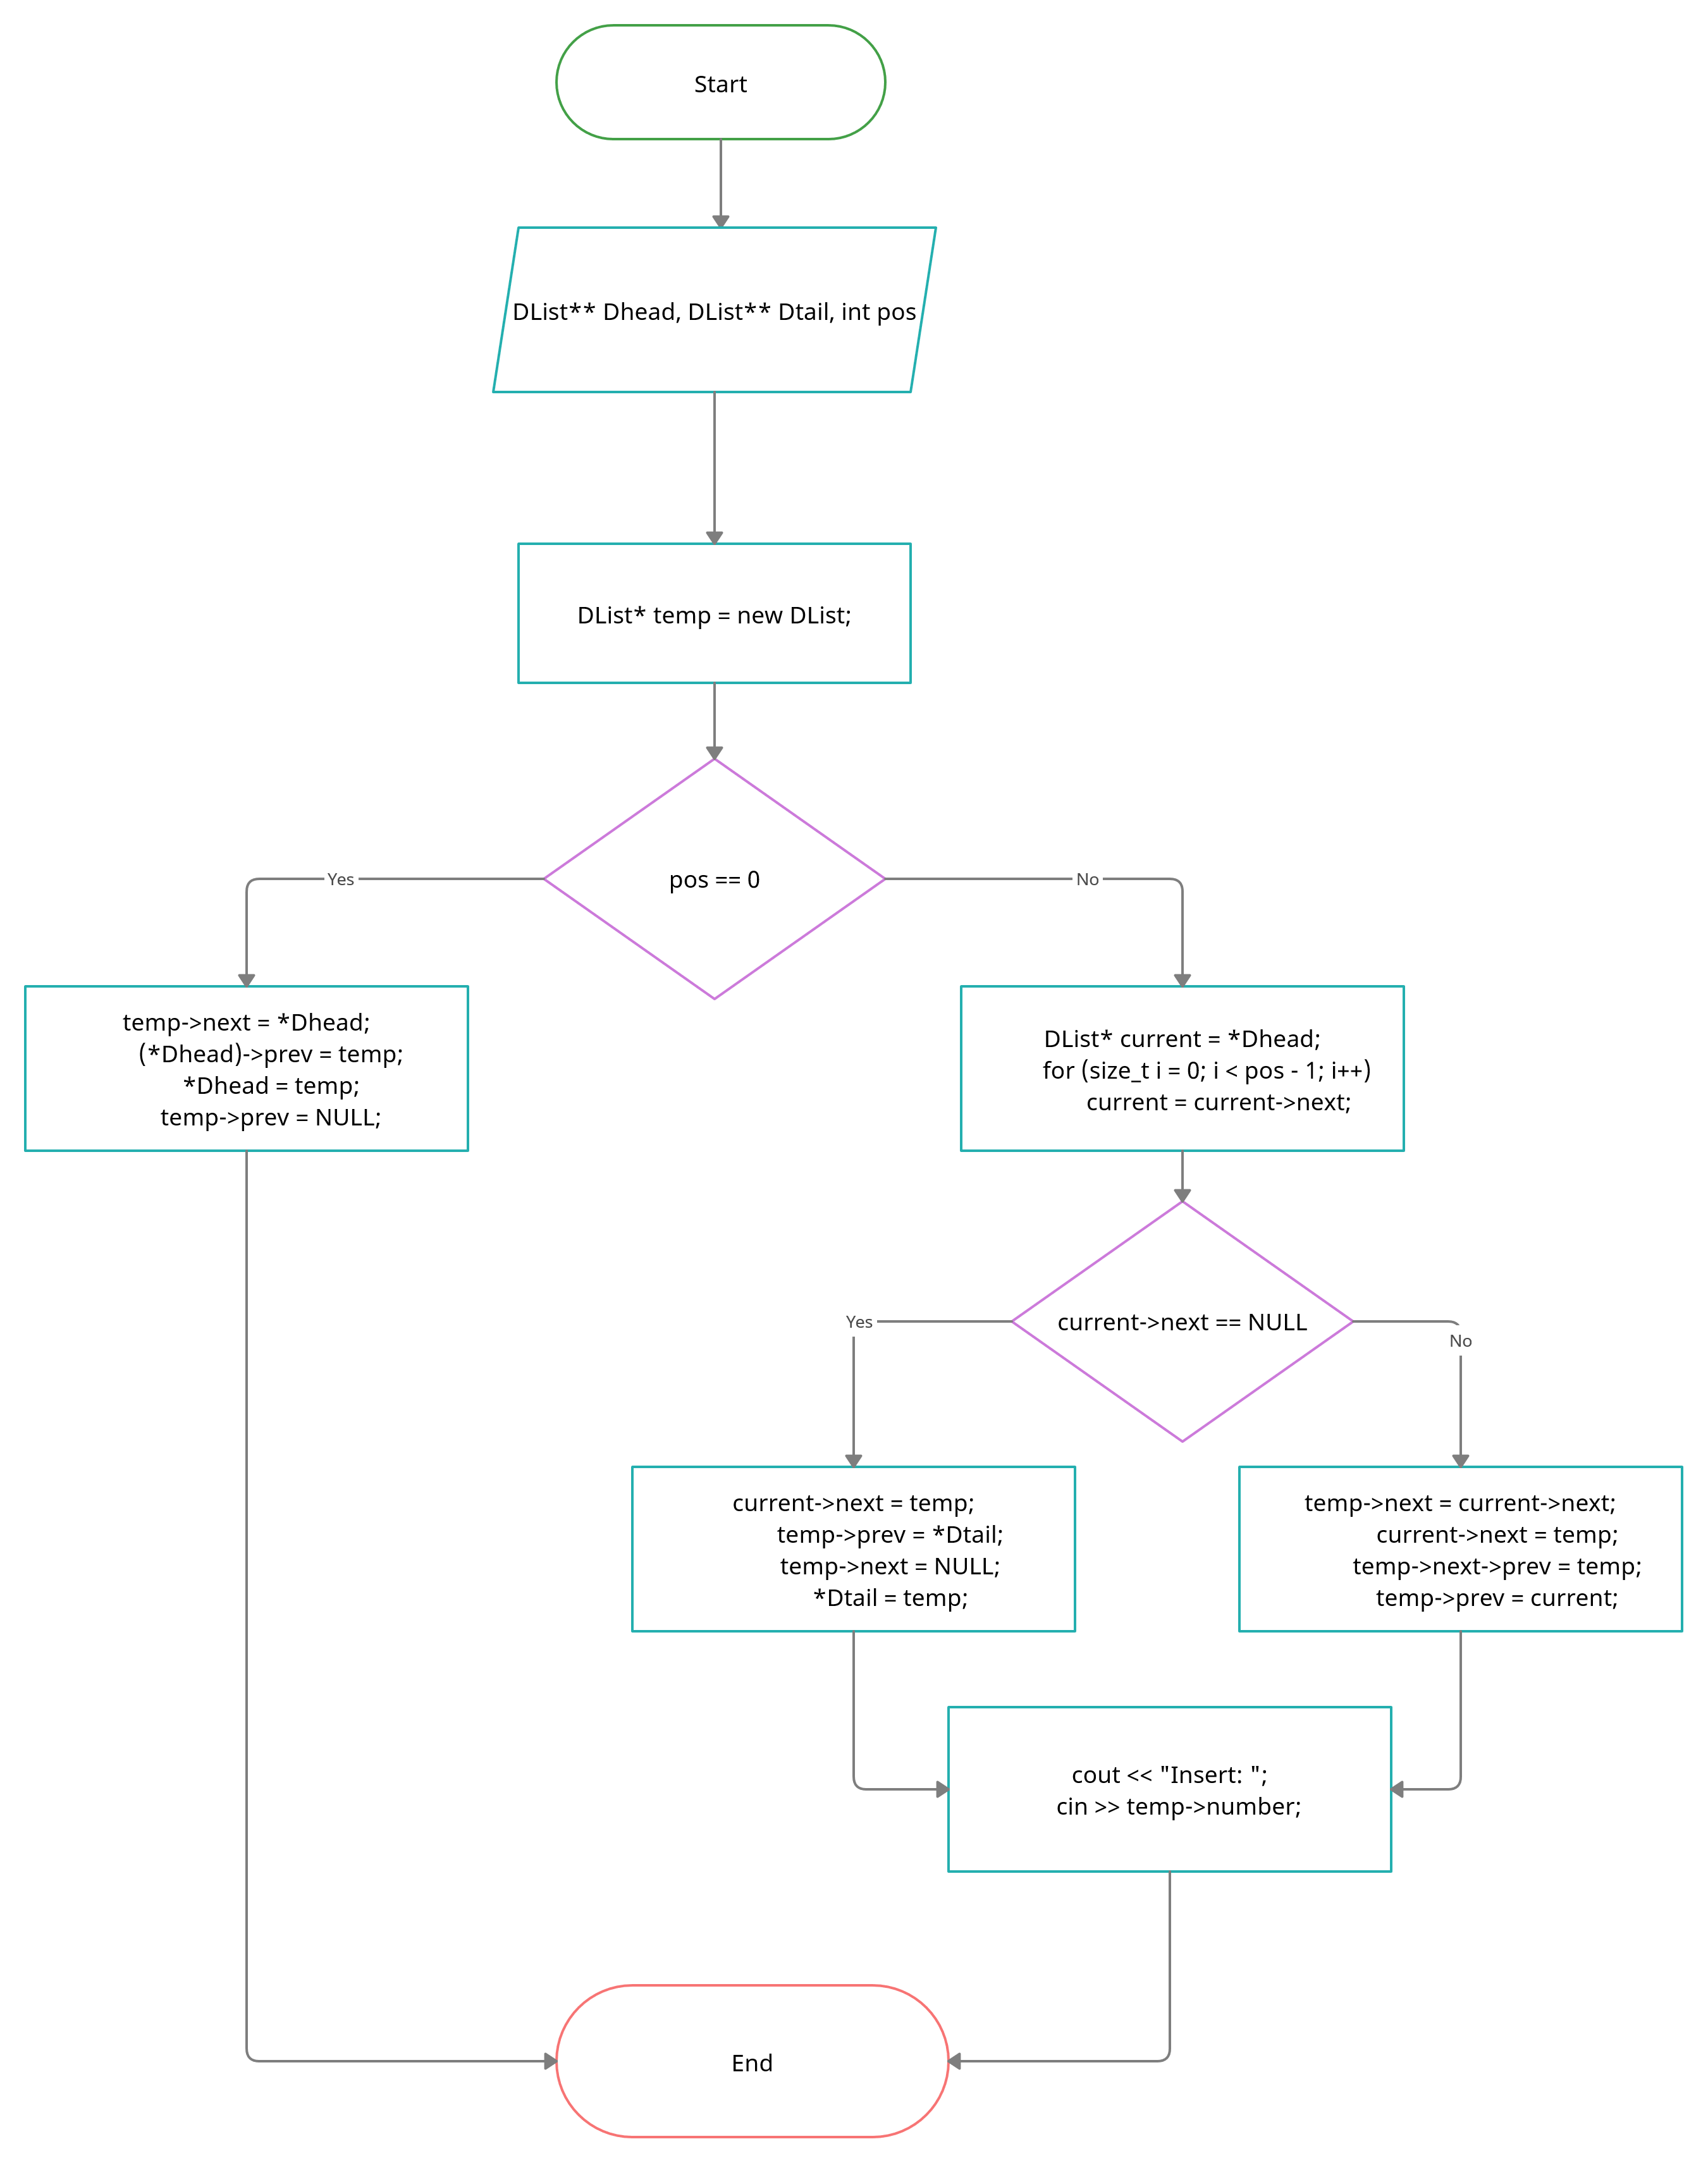 Start
DList** Dhead, DList** Dtail, int pos
DList* temp = new DList;
pos == 0
Yes
No
temp->next = *Dhead;
(*Dhead)->prev = temp;
*Dhead = temp;
temp->prev = NULL;
DList* current = *Dhead;
for (size_t i = 0; i < pos - 1; i++)
current = current->next;
current->next == NULL
Yes
No
current->next = temp;
temp->prev = *Dtail;
temp->next = NULL;
*Dtail = temp;
temp->next = current->next;
current->next = temp;
temp->next->prev = temp;
temp->prev = current;
cout << "Insert: ";
cin >> temp->number;
End